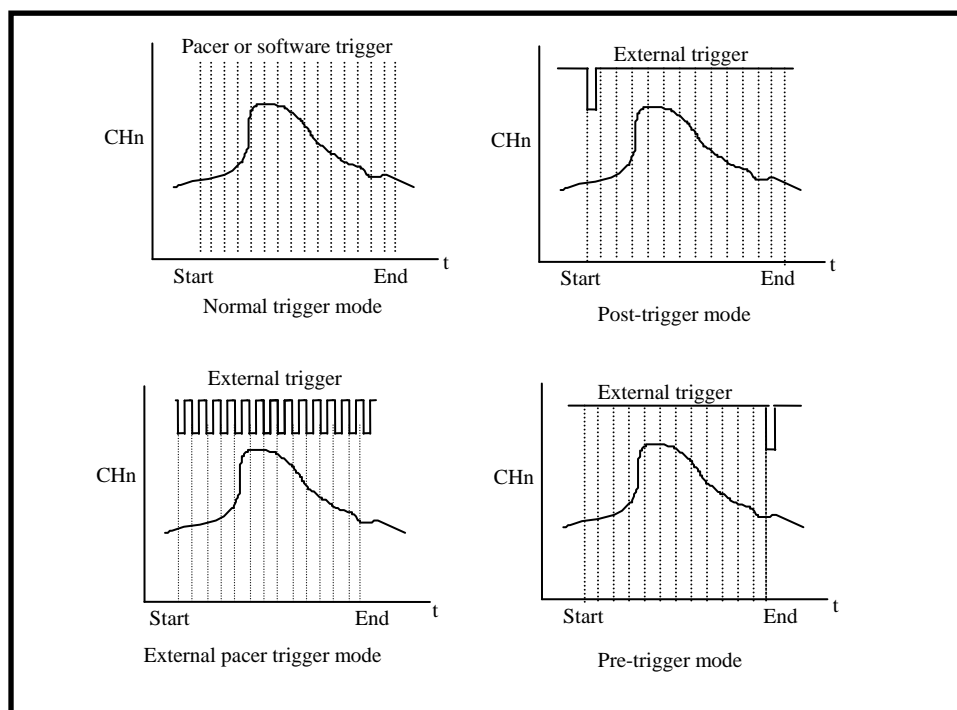 Pacer or software trigger
CHn
t
Start End
Normal trigger mode
External trigger
CHn
t
Start End
Post-trigger mode
External trigger
CHn
t
Start End
External pacer trigger mode
External trigger
CHn
t
Start End
Pre-trigger mode